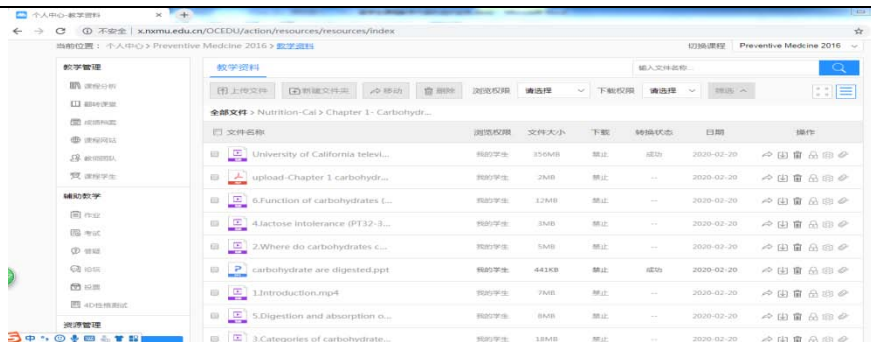 个人中心-教学资料
不安全 | x.nxmu.edu.cn/OCEDU/action/resources/resources/index
当前位置： 个人中心 > Preventive Medcine 2016 > 教学资料
切换课程 Preventive Medcine 2016
教学管理
课程分析
翻转课堂
成绩构成
课程网站
教师团队
课程学生
辅助教学
作业
考试
答疑
论坛
投票
4D性格测试
资源管理
教学资料
输入文件名称...
上传文件 新建文件夹 移动 删除 浏览权限 请选择 下载权限 请选择 筛选
全部文件 > Nutrition-Cai > Chapter 1- Carbohydr...
文件名称 浏览权限 文件大小 下载 转换状态 日期 操作
University of California televi... 我的学生 356MB 禁止 成功 2020-02-20
upload-Chapter 1 carbohydr... 我的学生 2MB 禁止 -- 2020-02-20
6.Function of carbohydrates (... 我的学生 12MB 禁止 -- 2020-02-20
4.lactose intolerance (PT32-3... 我的学生 3MB 禁止 -- 2020-02-20
2.Where do carbohydrates c... 我的学生 5MB 禁止 -- 2020-02-20
carbohydrate are digested.ppt 我的学生 441KB 禁止 成功 2020-02-20
1.Introduction.mp4 我的学生 7MB 禁止 -- 2020-02-20
5.Digestion and absorption o... 我的学生 8MB 禁止 -- 2020-02-20
3.Categories of carbohydrate... 我的学生 18MB 禁止 -- 2020-02-20
中